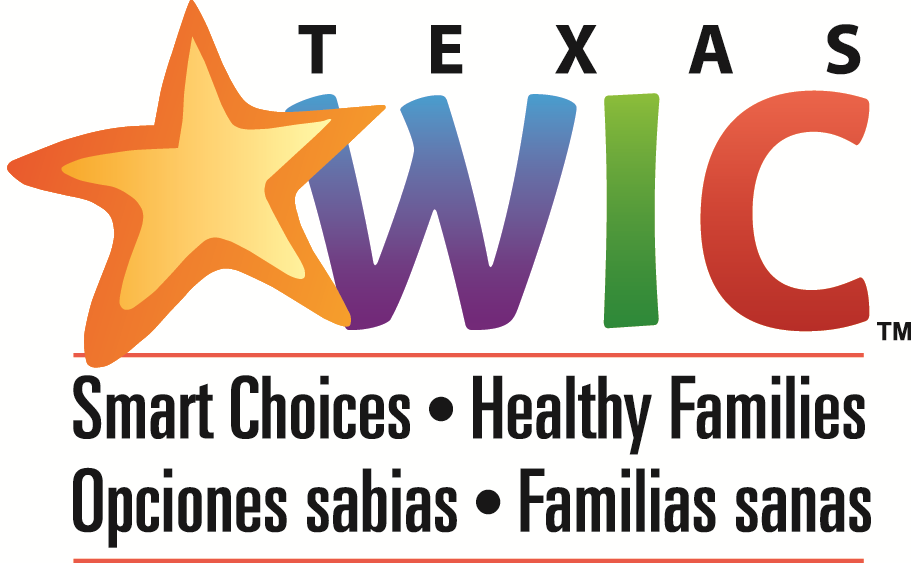 TEXAS
WIC
TM
Smart Choices • Healthy Families
Opciones sabias • Familias sanas